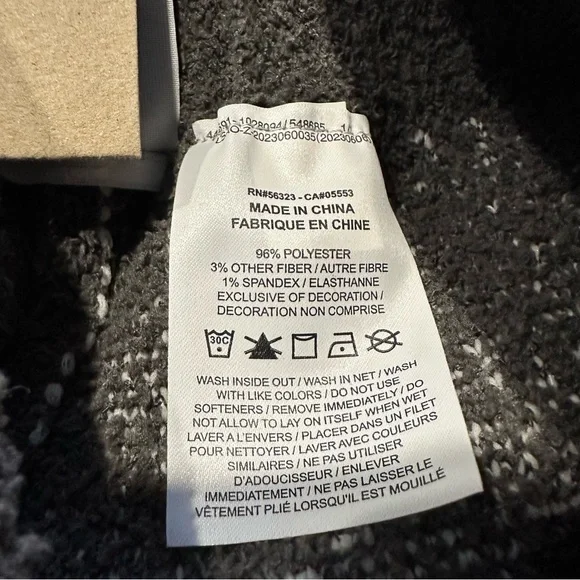 1028094/548685
2023060035(202306
RN#56323 - CA#05553
MADE IN CHINA
FABRIQUE EN CHINE
96% POLYESTER
3% OTHER FIBER / AUTRE FIBRE
1% SPANDEX / ELASTHANNE
EXCLUSIVE OF DECORATION /
DECORATION NON COMPRISE
30C
WASH INSIDE OUT / WASH IN NET / WASH
WITH LIKE COLORS / DO NOT USE
SOFTENERS / REMOVE IMMEDIATELY / DO
NOT ALLOW TO LAY ON ITSELF WHEN WET
LAVER A L'ENVERS / PLACER DANS UN FILET
POUR NETTOYER / LAVER AVEC COULEURS
SIMILAIRES / NE PAS UTILISER
D'ADOUCISSEUR / ENLEVER
IMMEDIATEMENT / NE PAS LAISSER LE
VÊTEMENT PLIÉ LORSQU'IL EST MOUILLÉ